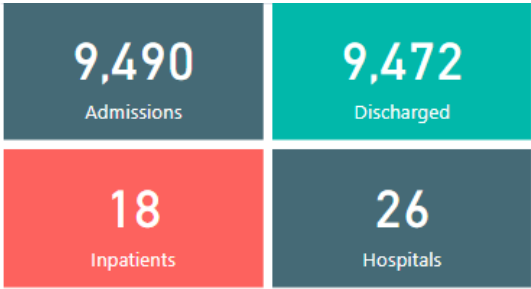 9,490
Admissions
9,472
Discharged
18
Inpatients
26
Hospitals